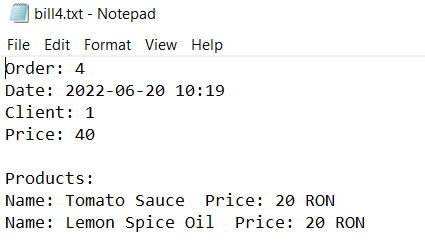 bill4.txt - Notepad
File Edit Format View Help
Order: 4
Date: 2022-06-20 10:19
Client: 1
Price: 40

Products:
Name: Tomato Sauce  Price: 20 RON
Name: Lemon Spice Oil  Price: 20 RON